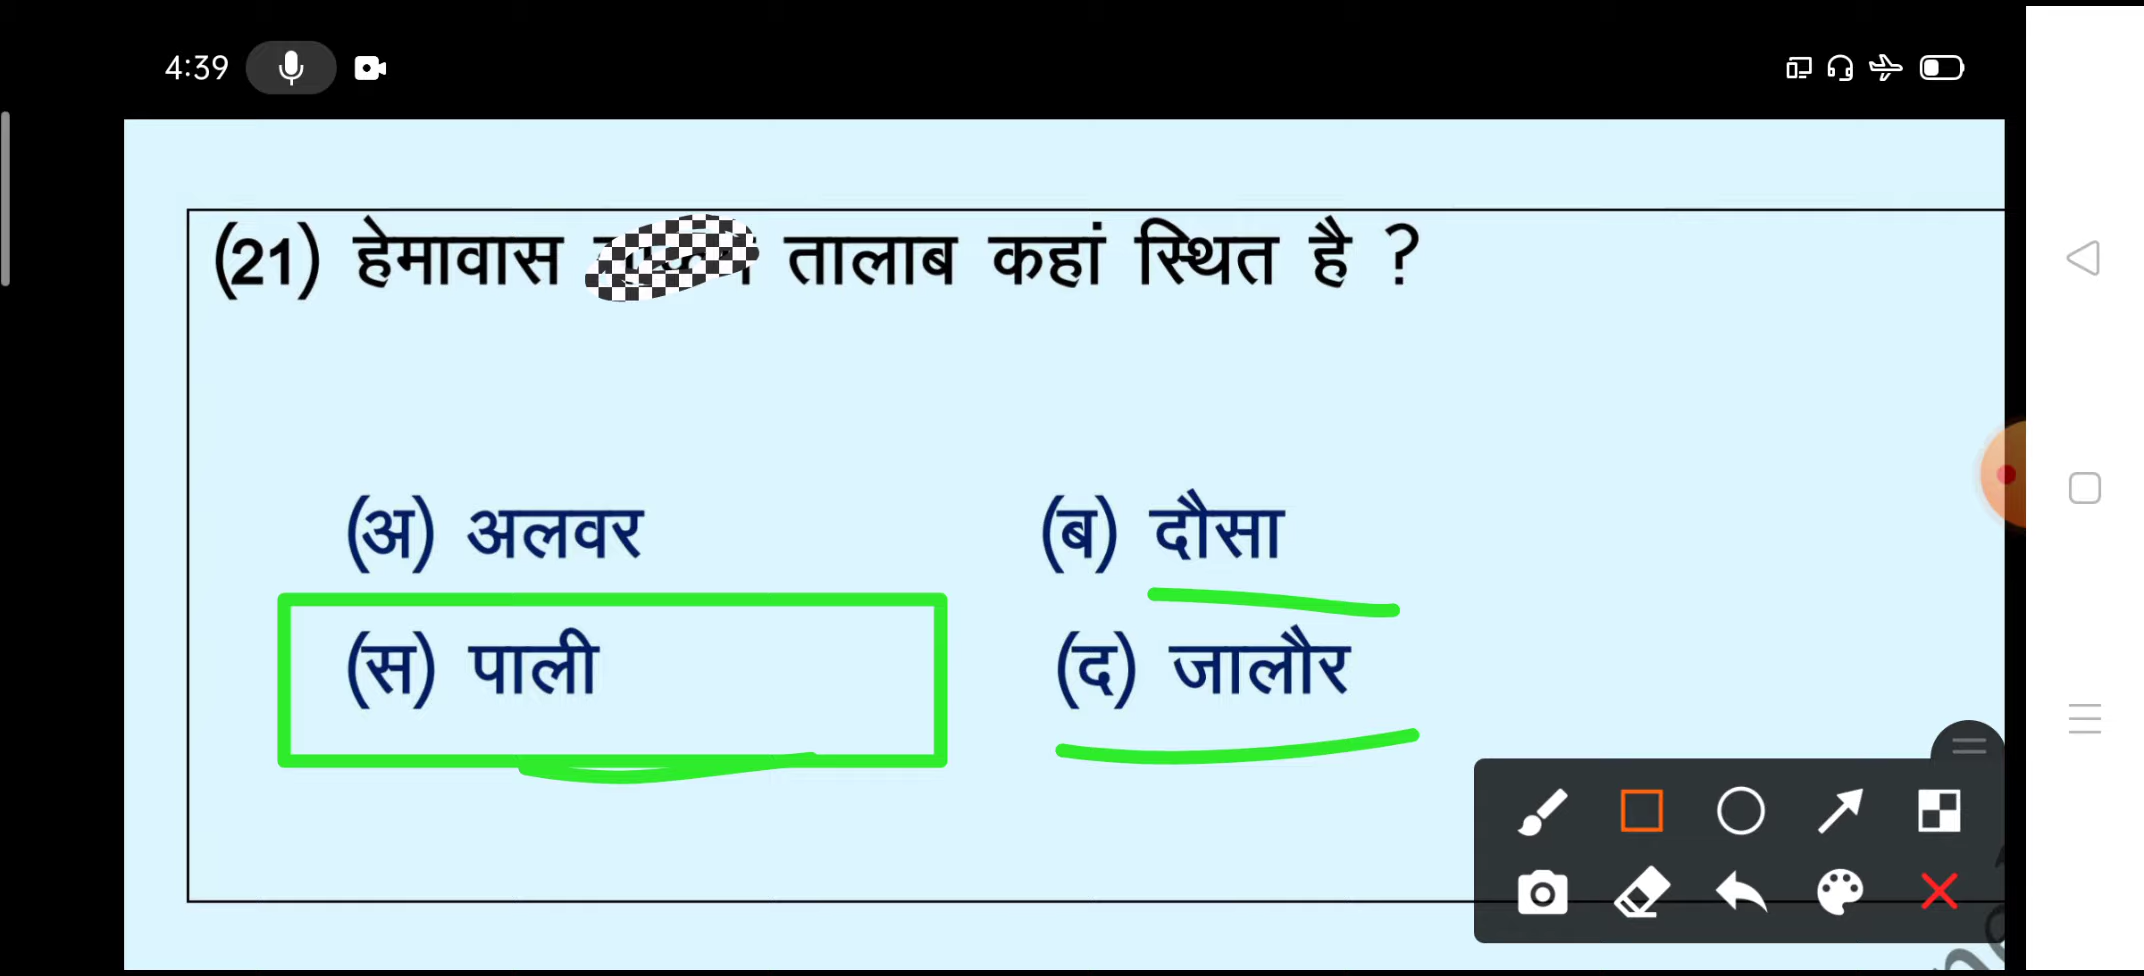 4:39
(21) हेमावास तालाब कहां स्थित है ?
(अ) अलवर (ब) दौसा
(स) पाली (द) जालौर